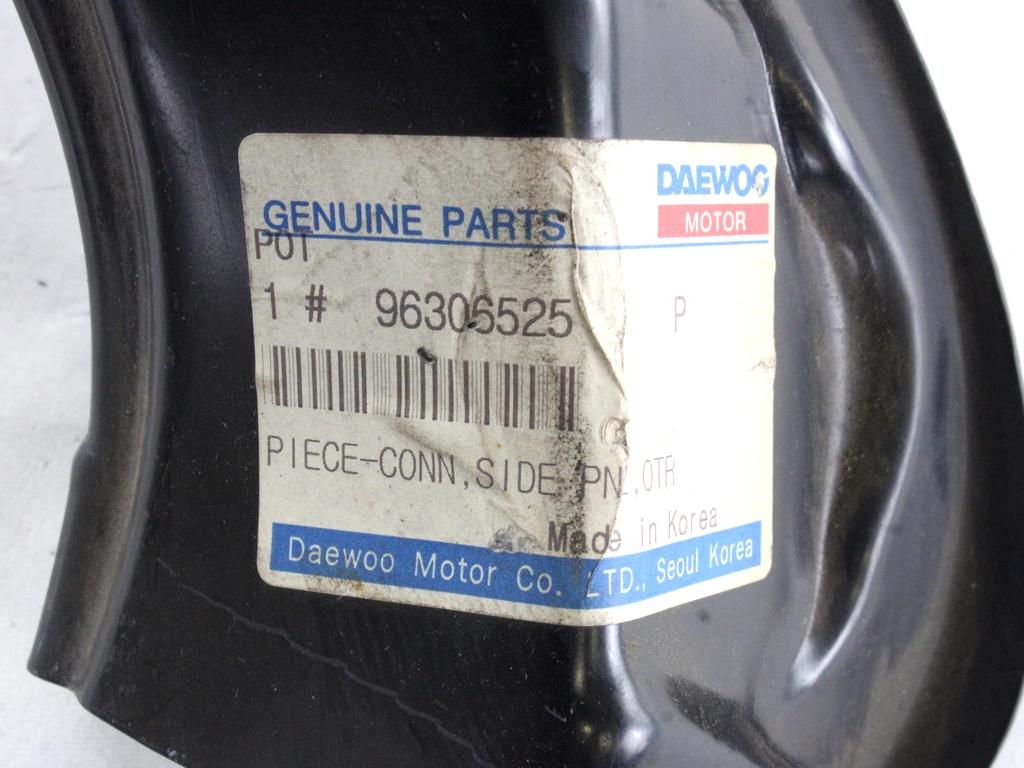 DAEWOO
GENUINE PARTS MOTOR
POT
1 # 96306525 P
PIECE-CONN,SIDE PNL,OTR
Made in Korea
Daewoo Motor Co. LTD., Seoul Korea